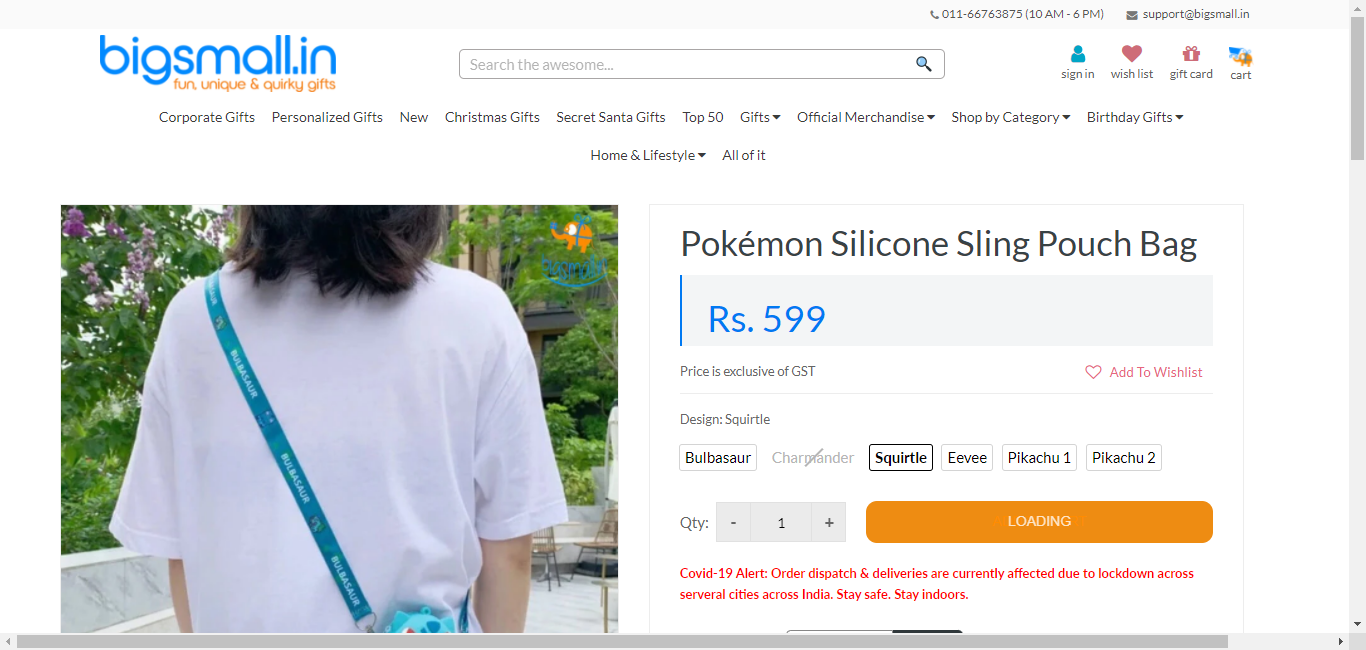 011-66763875 (10 AM - 6 PM) support@bigsmall.in
bigsmall.in
fun, unique & quirky gifts
Search the awesome...
sign in wish list gift card cart
Corporate Gifts Personalized Gifts New Christmas Gifts Secret Santa Gifts Top 50 Gifts Official Merchandise Shop by Category Birthday Gifts
Home & Lifestyle All of it
bigsmall
BULBASAUR
BULBASAUR
BULBASAUR
Pokémon Silicone Sling Pouch Bag
Rs. 599
Price is exclusive of GST Add To Wishlist
Design: Squirtle
Bulbasaur Charmander Squirtle Eevee Pikachu 1 Pikachu 2
Qty: - 1 + LOADING
Covid-19 Alert: Order dispatch & deliveries are currently affected due to lockdown across
serveral cities across India. Stay safe. Stay indoors.